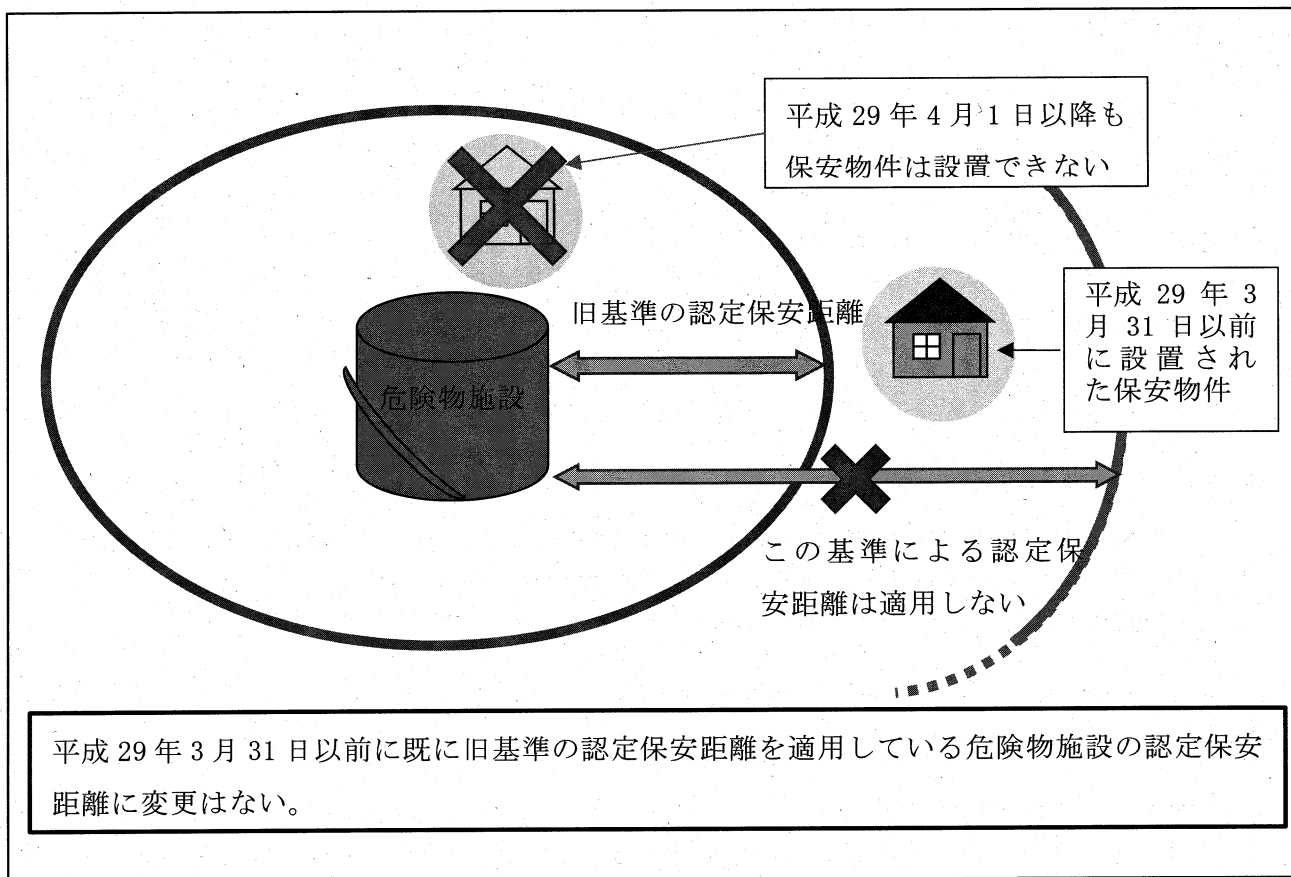 平成 29 年 4 月 1 日以降も
保安物件は設置できない
旧基準の認定保安距離
平成 29 年 3
月 31 日以前
に設置され
た保安物件
危険物施設
この基準による認定保
安距離は適用しない
平成 29 年 3 月 31 日以前に既に旧基準の認定保安距離を適用している危険物施設の認定保安
距離に変更はない。